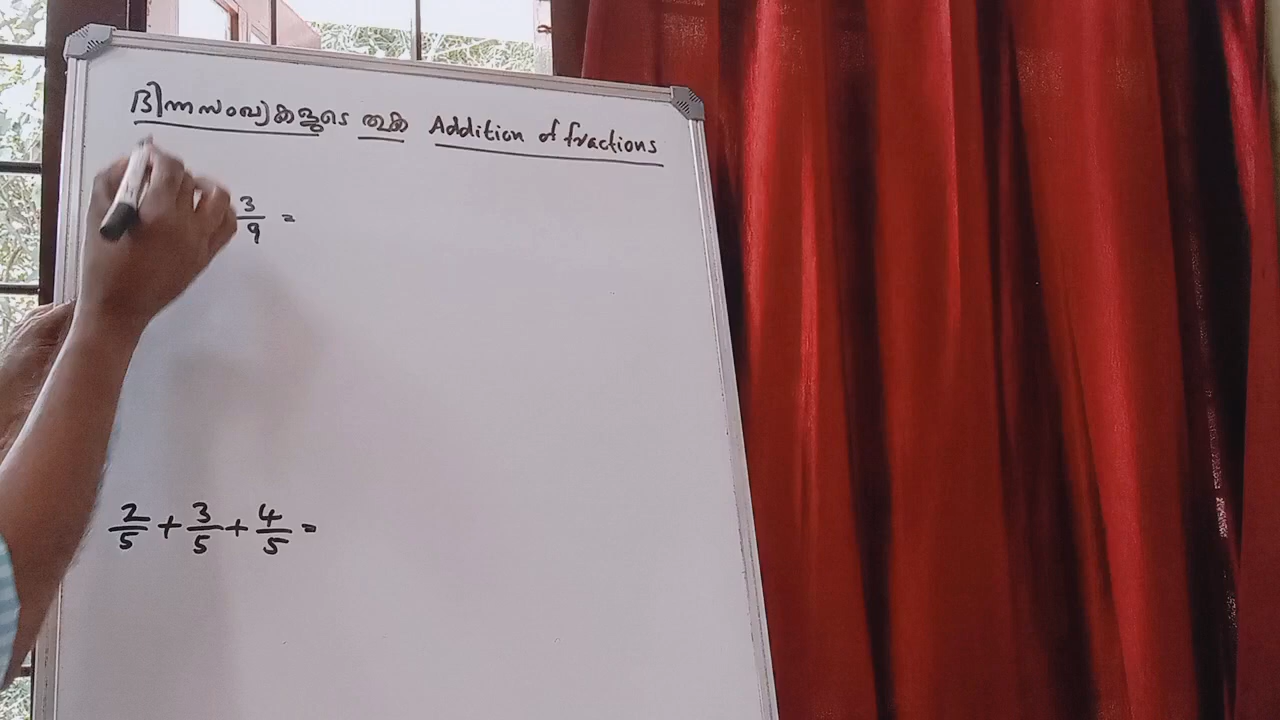 ഭിന്നസംഖ്യകളുടെ തുക Addition of fractions
3/9 =
2/5 + 3/5 + 4/5 =